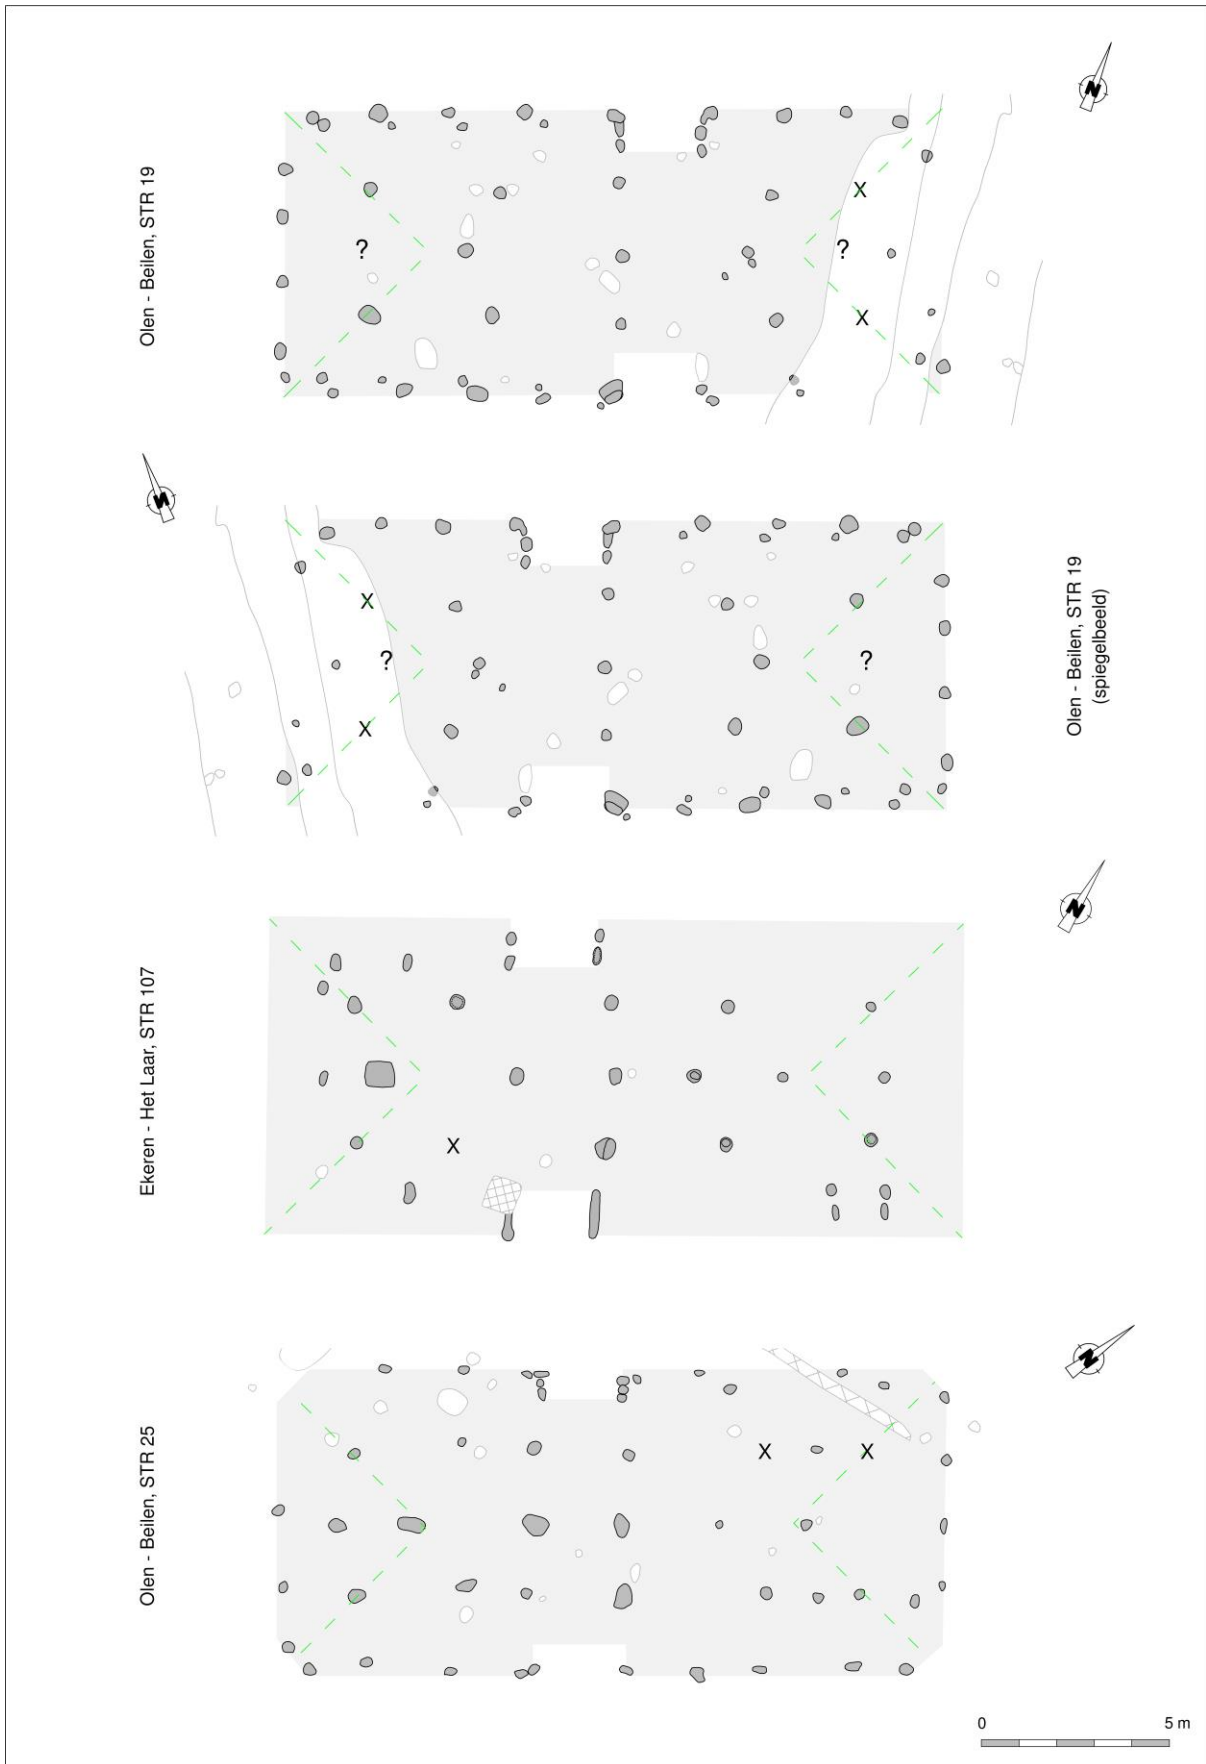 N
Olen - Beilen, STR 19
X
?
?
X
N
X
?
?
X
Olen - Beilen, STR 19
(spiegelbeeld)
N
Ekeren - Het Laar, STR 107
X
N
Olen - Beilen, STR 25
X
X
0
5 m